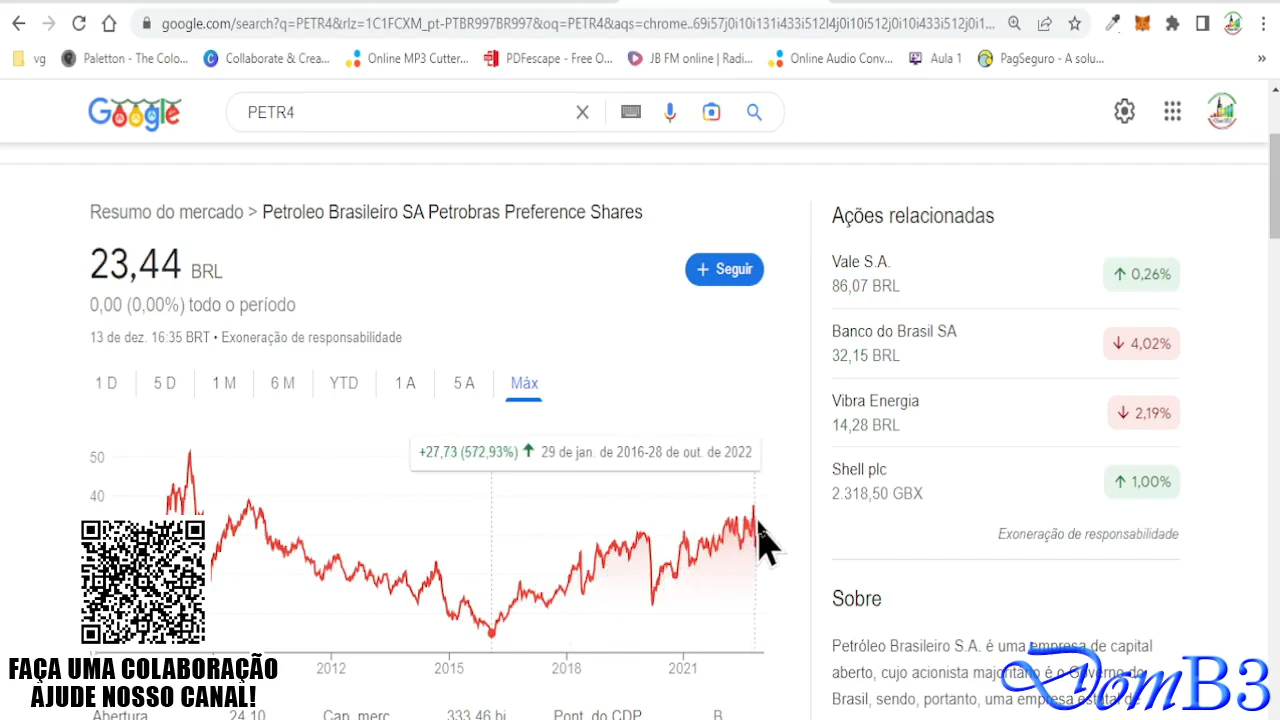 google.com/search?q=PETR4&rlz=1C1FCXM_pt-PTBR997BR997&oq=PETR4&aqs=chrome..69i57j0i10i131i433i512l4j0i10i512j0i10i433i512j0i1...
vg
Paletton - The Colo...
Collaborate & Crea...
Online MP3 Cutter...
PDFescape - Free O...
JB FM online | Radi...
Online Audio Conv...
Aula 1
PagSeguro - A solu...
»
Google
PETR4
Resumo do mercado > Petroleo Brasileiro SA Petrobras Preference Shares
23,44 BRL
+ Seguir
0,00 (0,00%) todo o período
13 de dez. 16:35 BRT • Exoneração de responsabilidade
1 D
5 D
1 M
6 M
YTD
1 A
5 A
Máx
+27,73 (572,93%) ↑ 29 de jan. de 2016-28 de out. de 2022
50
40
2012
2015
2018
2021
Abertura 24,10 Cap. merc. 333,46 bi Pont. do CDP B
Ações relacionadas
Vale S.A.
86,07 BRL
↑ 0,26%
Banco do Brasil SA
32,15 BRL
↓ 4,02%
Vibra Energia
14,28 BRL
↓ 2,19%
Shell plc
2.318,50 GBX
↑ 1,00%
Exoneração de responsabilidade
Sobre
Petróleo Brasileiro S.A. é uma empresa de capital
aberto, cujo acionista majoritário é o Governo do
Brasil, sendo, portanto, uma empresa estatal de
FAÇA UMA COLABORAÇÃO
AJUDE NOSSO CANAL!
DomB3